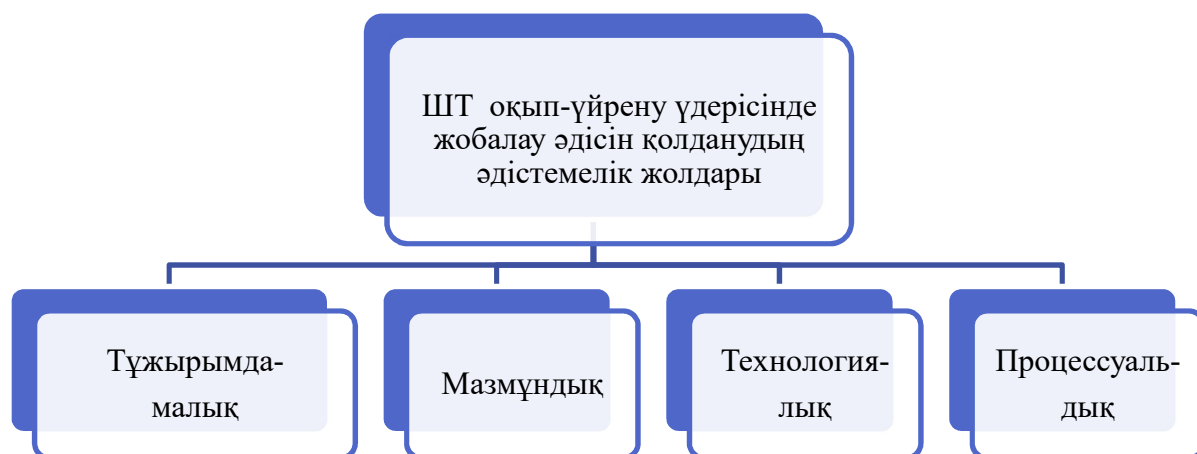 ШТ оқып-үйрену үдерісінде
жобалау әдісін қолданудың
әдістемелік жолдары
Тұжырымда-
малық
Мазмұндық
Технология-
лық
Процессуаль-
дық